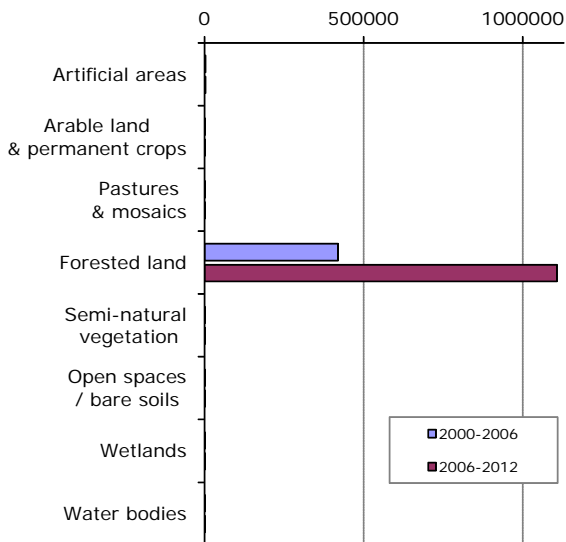 0 500000 1000000
Artificial areas
Arable land
& permanent crops
Pastures
& mosaics
Forested land
Semi-natural
vegetation
Open spaces
/ bare soils
Wetlands
Water bodies
2000-2006
2006-2012